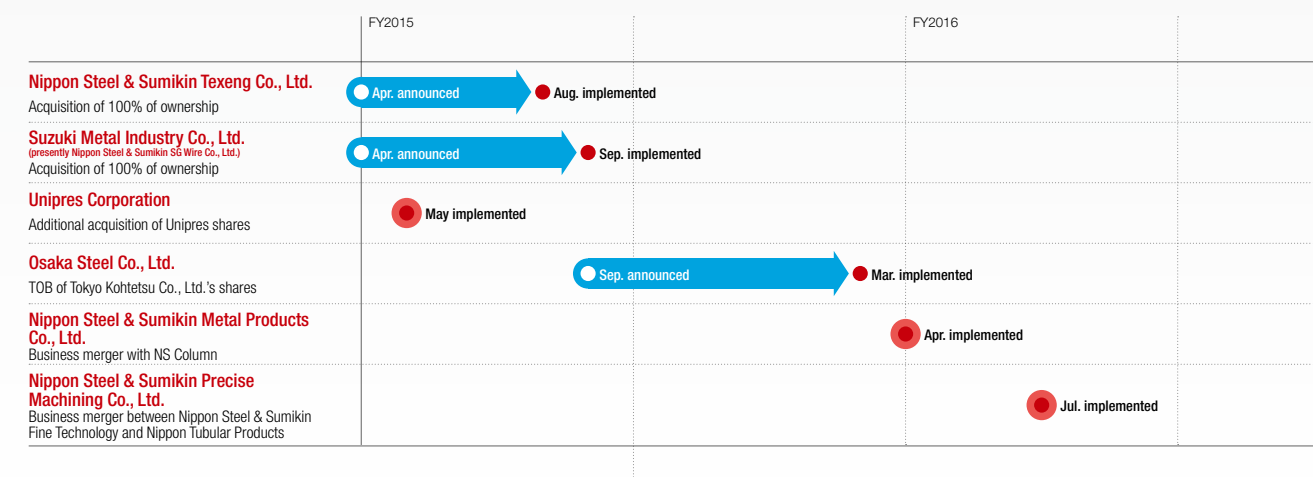 FY2015
FY2016
Nippon Steel & Sumikin Texeng Co., Ltd.
Acquisition of 100% of ownership
Apr. announced
Aug. implemented
Suzuki Metal Industry Co., Ltd.
(presently Nippon Steel & Sumikin SG Wire Co., Ltd.)
Acquisition of 100% of ownership
Apr. announced
Sep. implemented
Unipres Corporation
Additional acquisition of Unipres shares
May implemented
Osaka Steel Co., Ltd.
TOB of Tokyo Kohtetsu Co., Ltd.'s shares
Sep. announced
Mar. implemented
Nippon Steel & Sumikin Metal Products
Co., Ltd.
Business merger with NS Column
Apr. implemented
Nippon Steel & Sumikin Precise
Machining Co., Ltd.
Business merger between Nippon Steel & Sumikin
Fine Technology and Nippon Tubular Products
Jul. implemented